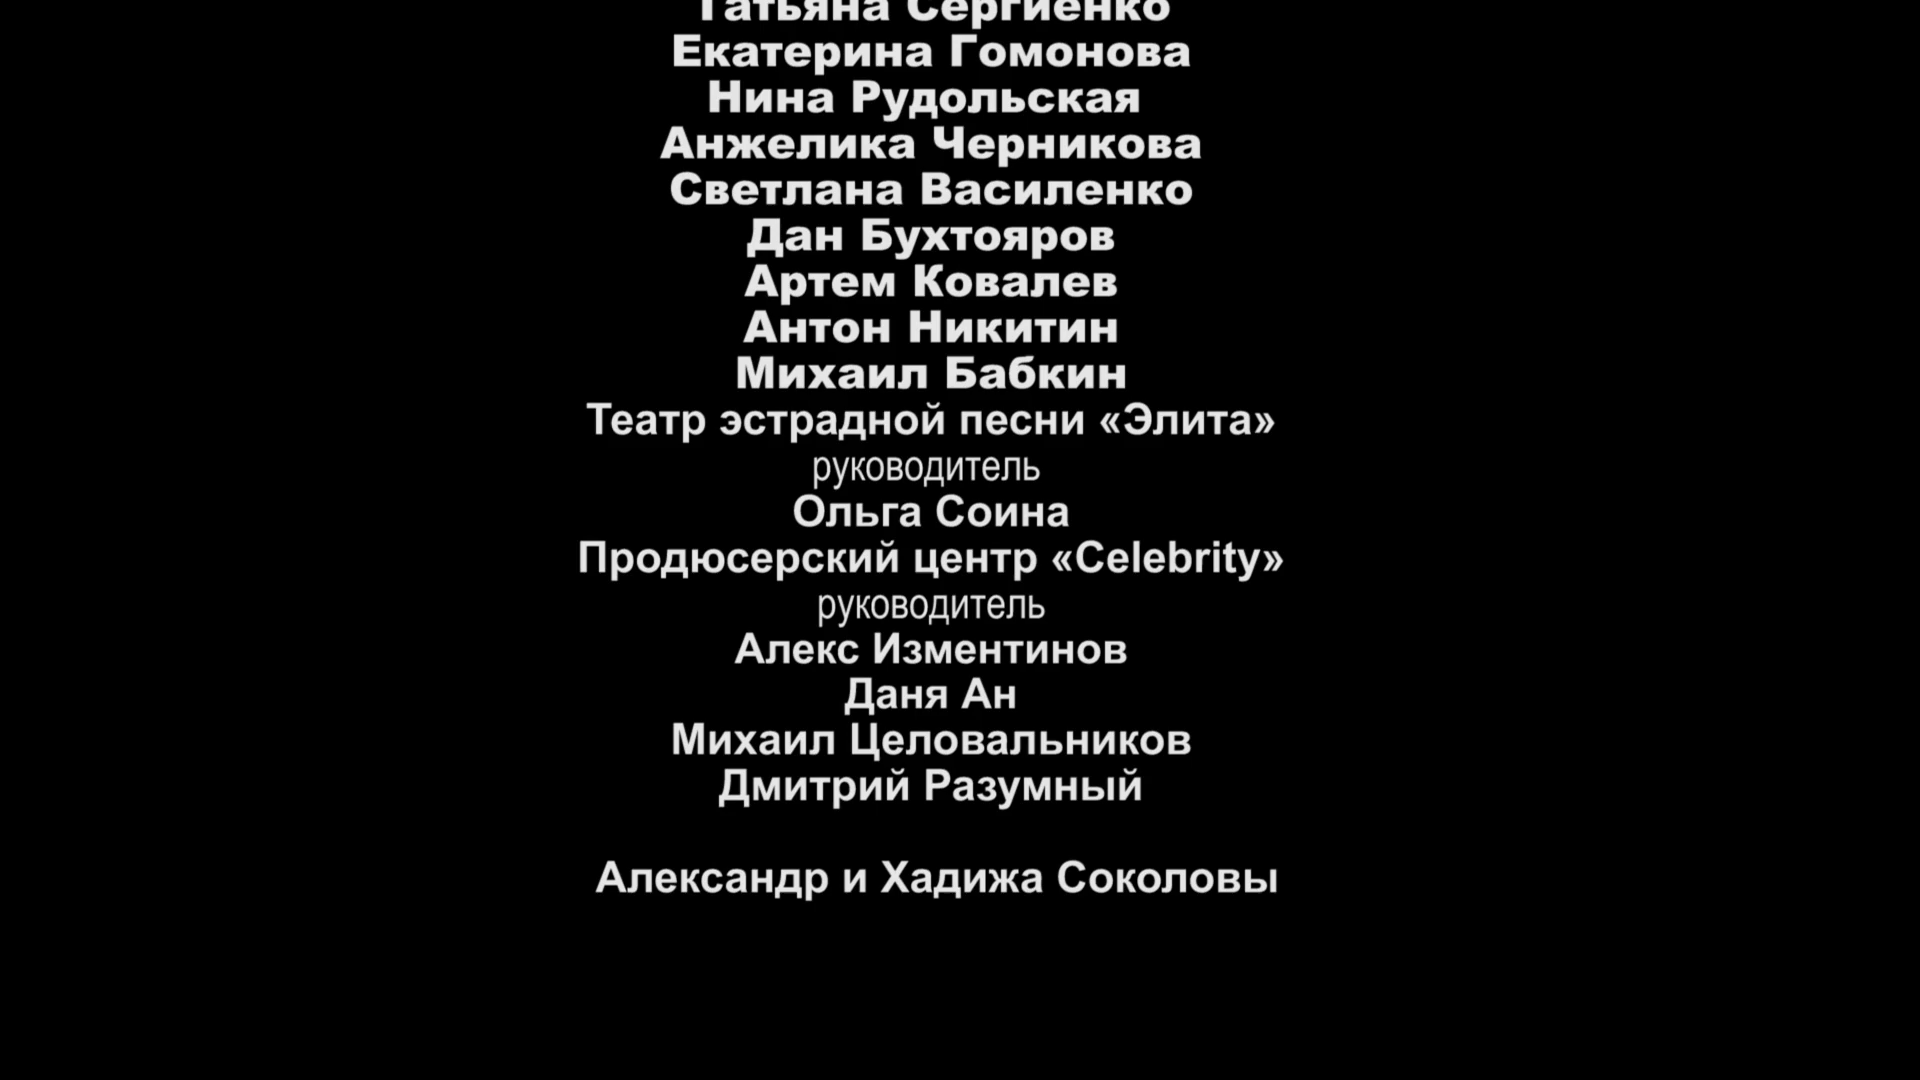 Татьяна Сергиенко
Екатерина Гомонова
Нина Рудольская
Анжелика Черникова
Светлана Василенко
Дан Бухтояров
Артем Ковалев
Антон Никитин
Михаил Бабкин
Театр эстрадной песни «Элита»
руководитель
Ольга Соина
Продюсерский центр «Celebrity»
руководитель
Алекс Изментинов
Даня Ан
Михаил Целовальников
Дмитрий Разумный
Александр и Хадижа Соколовы